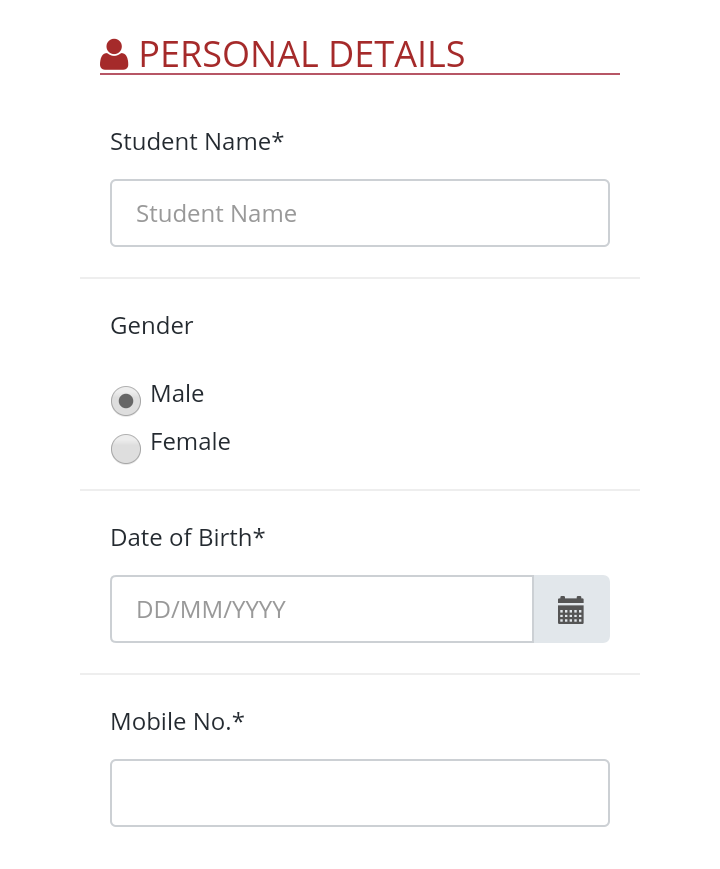 PERSONAL DETAILS
Student Name*
Student Name
Gender
Male
Female
Date of Birth*
DD/MM/YYYY
Mobile No.*